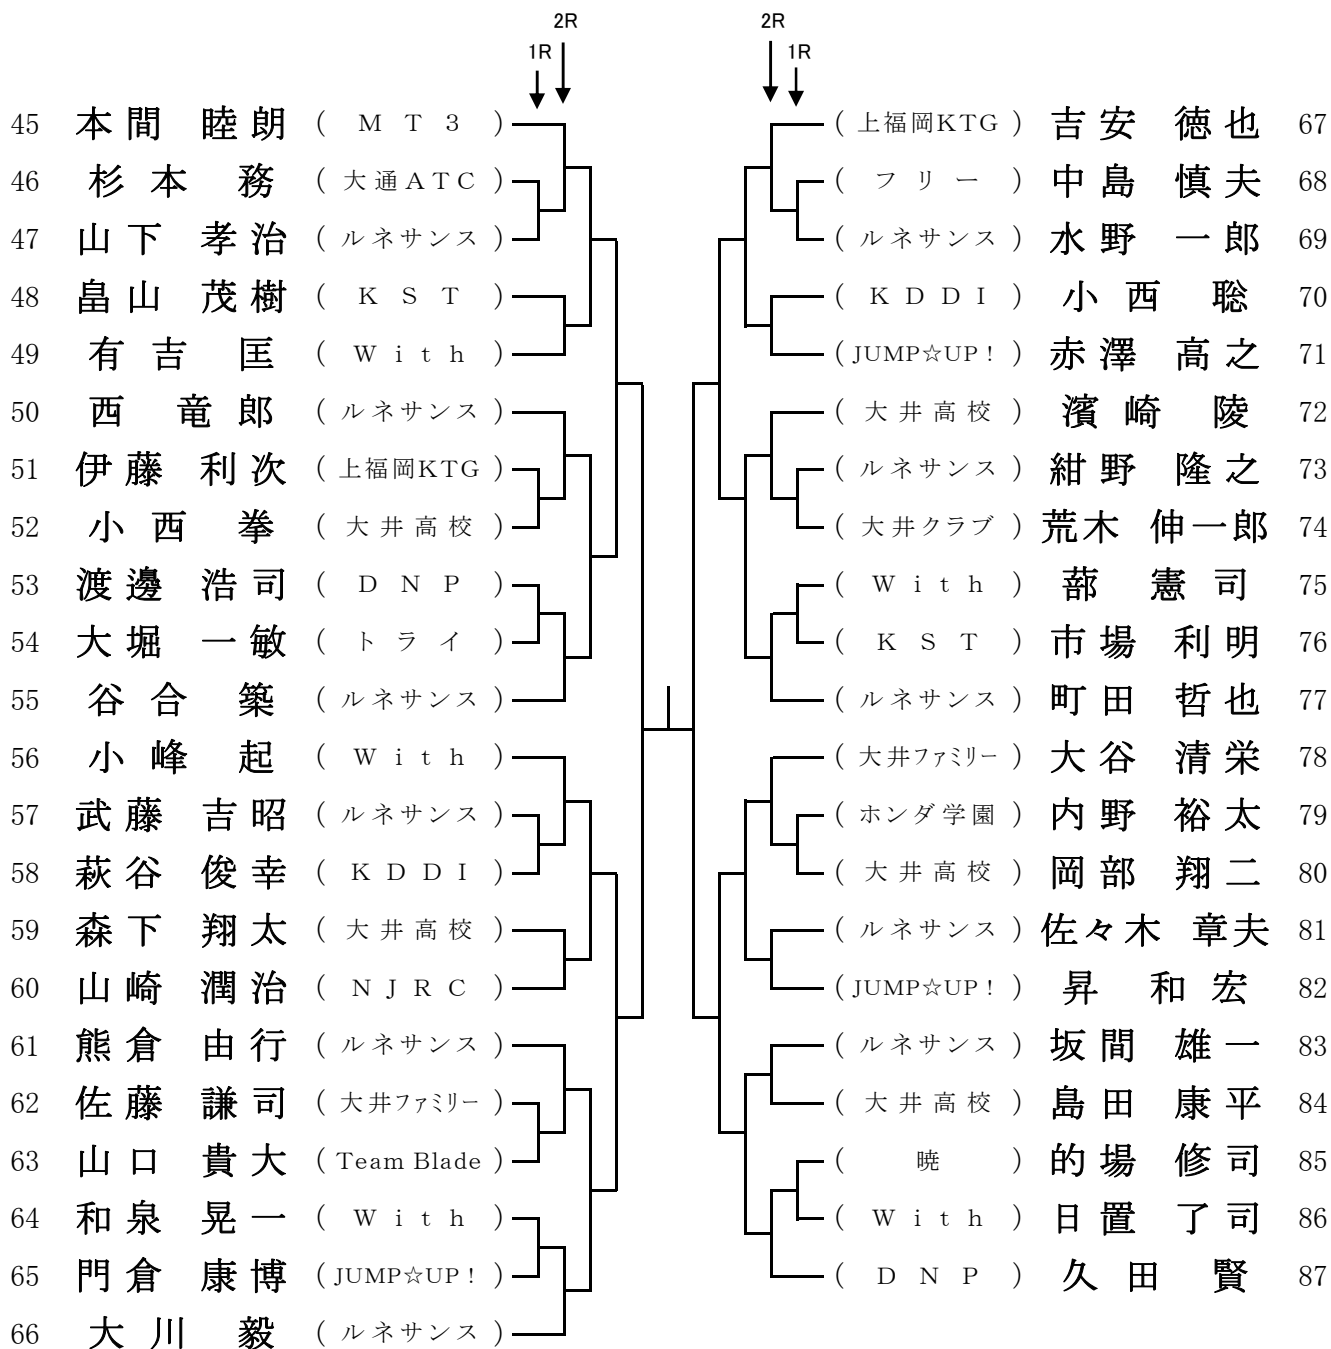 2R 2R
1R 1R
45 本間 睦朗 ( MT3 ) ( 上福岡KTG ) 吉安 徳也 67
46 杉本 務 ( 大通ATC ) ( フリー ) 中島 慎夫 68
47 山下 孝治 ( ルネサンス ) ( ルネサンス ) 水野 一郎 69
48 畠山 茂樹 ( KST ) ( KDDI ) 小西 聡 70
49 有吉 匡 ( With ) ( JUMP☆UP! ) 赤澤 高之 71
50 西 竜郎 ( ルネサンス ) ( 大井高校 ) 濱崎 陵 72
51 伊藤 利次 ( 上福岡KTG ) ( ルネサンス ) 紺野 隆之 73
52 小西 拳 ( 大井高校 ) ( 大井クラブ ) 荒木 伸一郎 74
53 渡邊 浩司 ( DNP ) ( With ) 蔀 憲司 75
54 大堀 一敏 ( トライ ) ( KST ) 市場 利明 76
55 谷合 築 ( ルネサンス ) ( ルネサンス ) 町田 哲也 77
56 小峰 起 ( With ) ( 大井ファミリー ) 大谷 清栄 78
57 武藤 吉昭 ( ルネサンス ) ( ホンダ学園 ) 内野 裕太 79
58 萩谷 俊幸 ( KDDI ) ( 大井高校 ) 岡部 翔二 80
59 森下 翔太 ( 大井高校 ) ( ルネサンス ) 佐々木 章夫 81
60 山崎 潤治 ( NJRC ) ( JUMP☆UP! ) 昇 和宏 82
61 熊倉 由行 ( ルネサンス ) ( ルネサンス ) 坂間 雄一 83
62 佐藤 謙司 ( 大井ファミリー ) ( 大井高校 ) 島田 康平 84
63 山口 貴大 ( Team Blade ) ( 暁 ) 的場 修司 85
64 和泉 晃一 ( With ) ( With ) 日置 了司 86
65 門倉 康博 ( JUMP☆UP! ) ( DNP ) 久田 賢 87
66 大川 毅 ( ルネサンス )